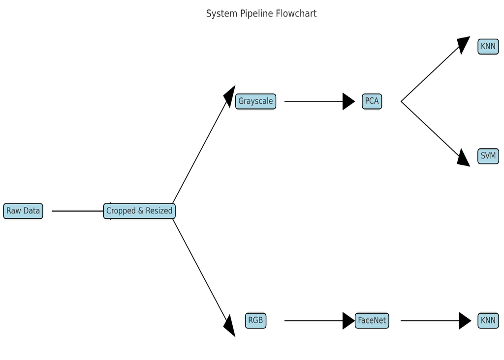 System Pipeline Flowchart
KNN
Grayscale
PCA
SVM
Raw Data
Cropped & Resized
RGB
FaceNet
KNN